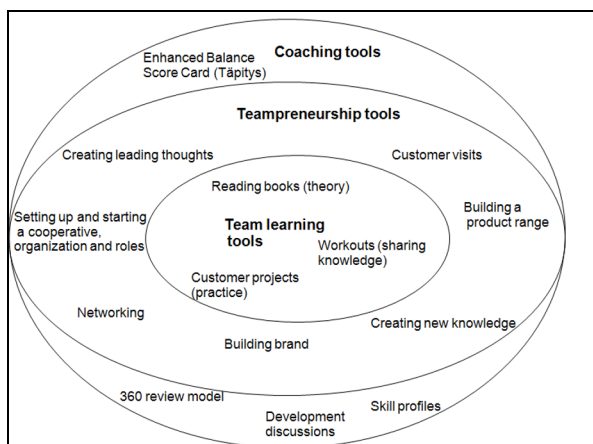 Enhanced Balance
Score Card (Täpitys)
Coaching tools
Teampreneurship tools
Creating leading thoughts
Customer visits
Reading books (theory)
Setting up and starting
a cooperative,
organization and roles
Team learning
tools
Workouts (sharing
knowledge)
Building a
product range
Customer projects
(practice)
Networking
Creating new knowledge
Building brand
360 review model
Development
discussions
Skill profiles